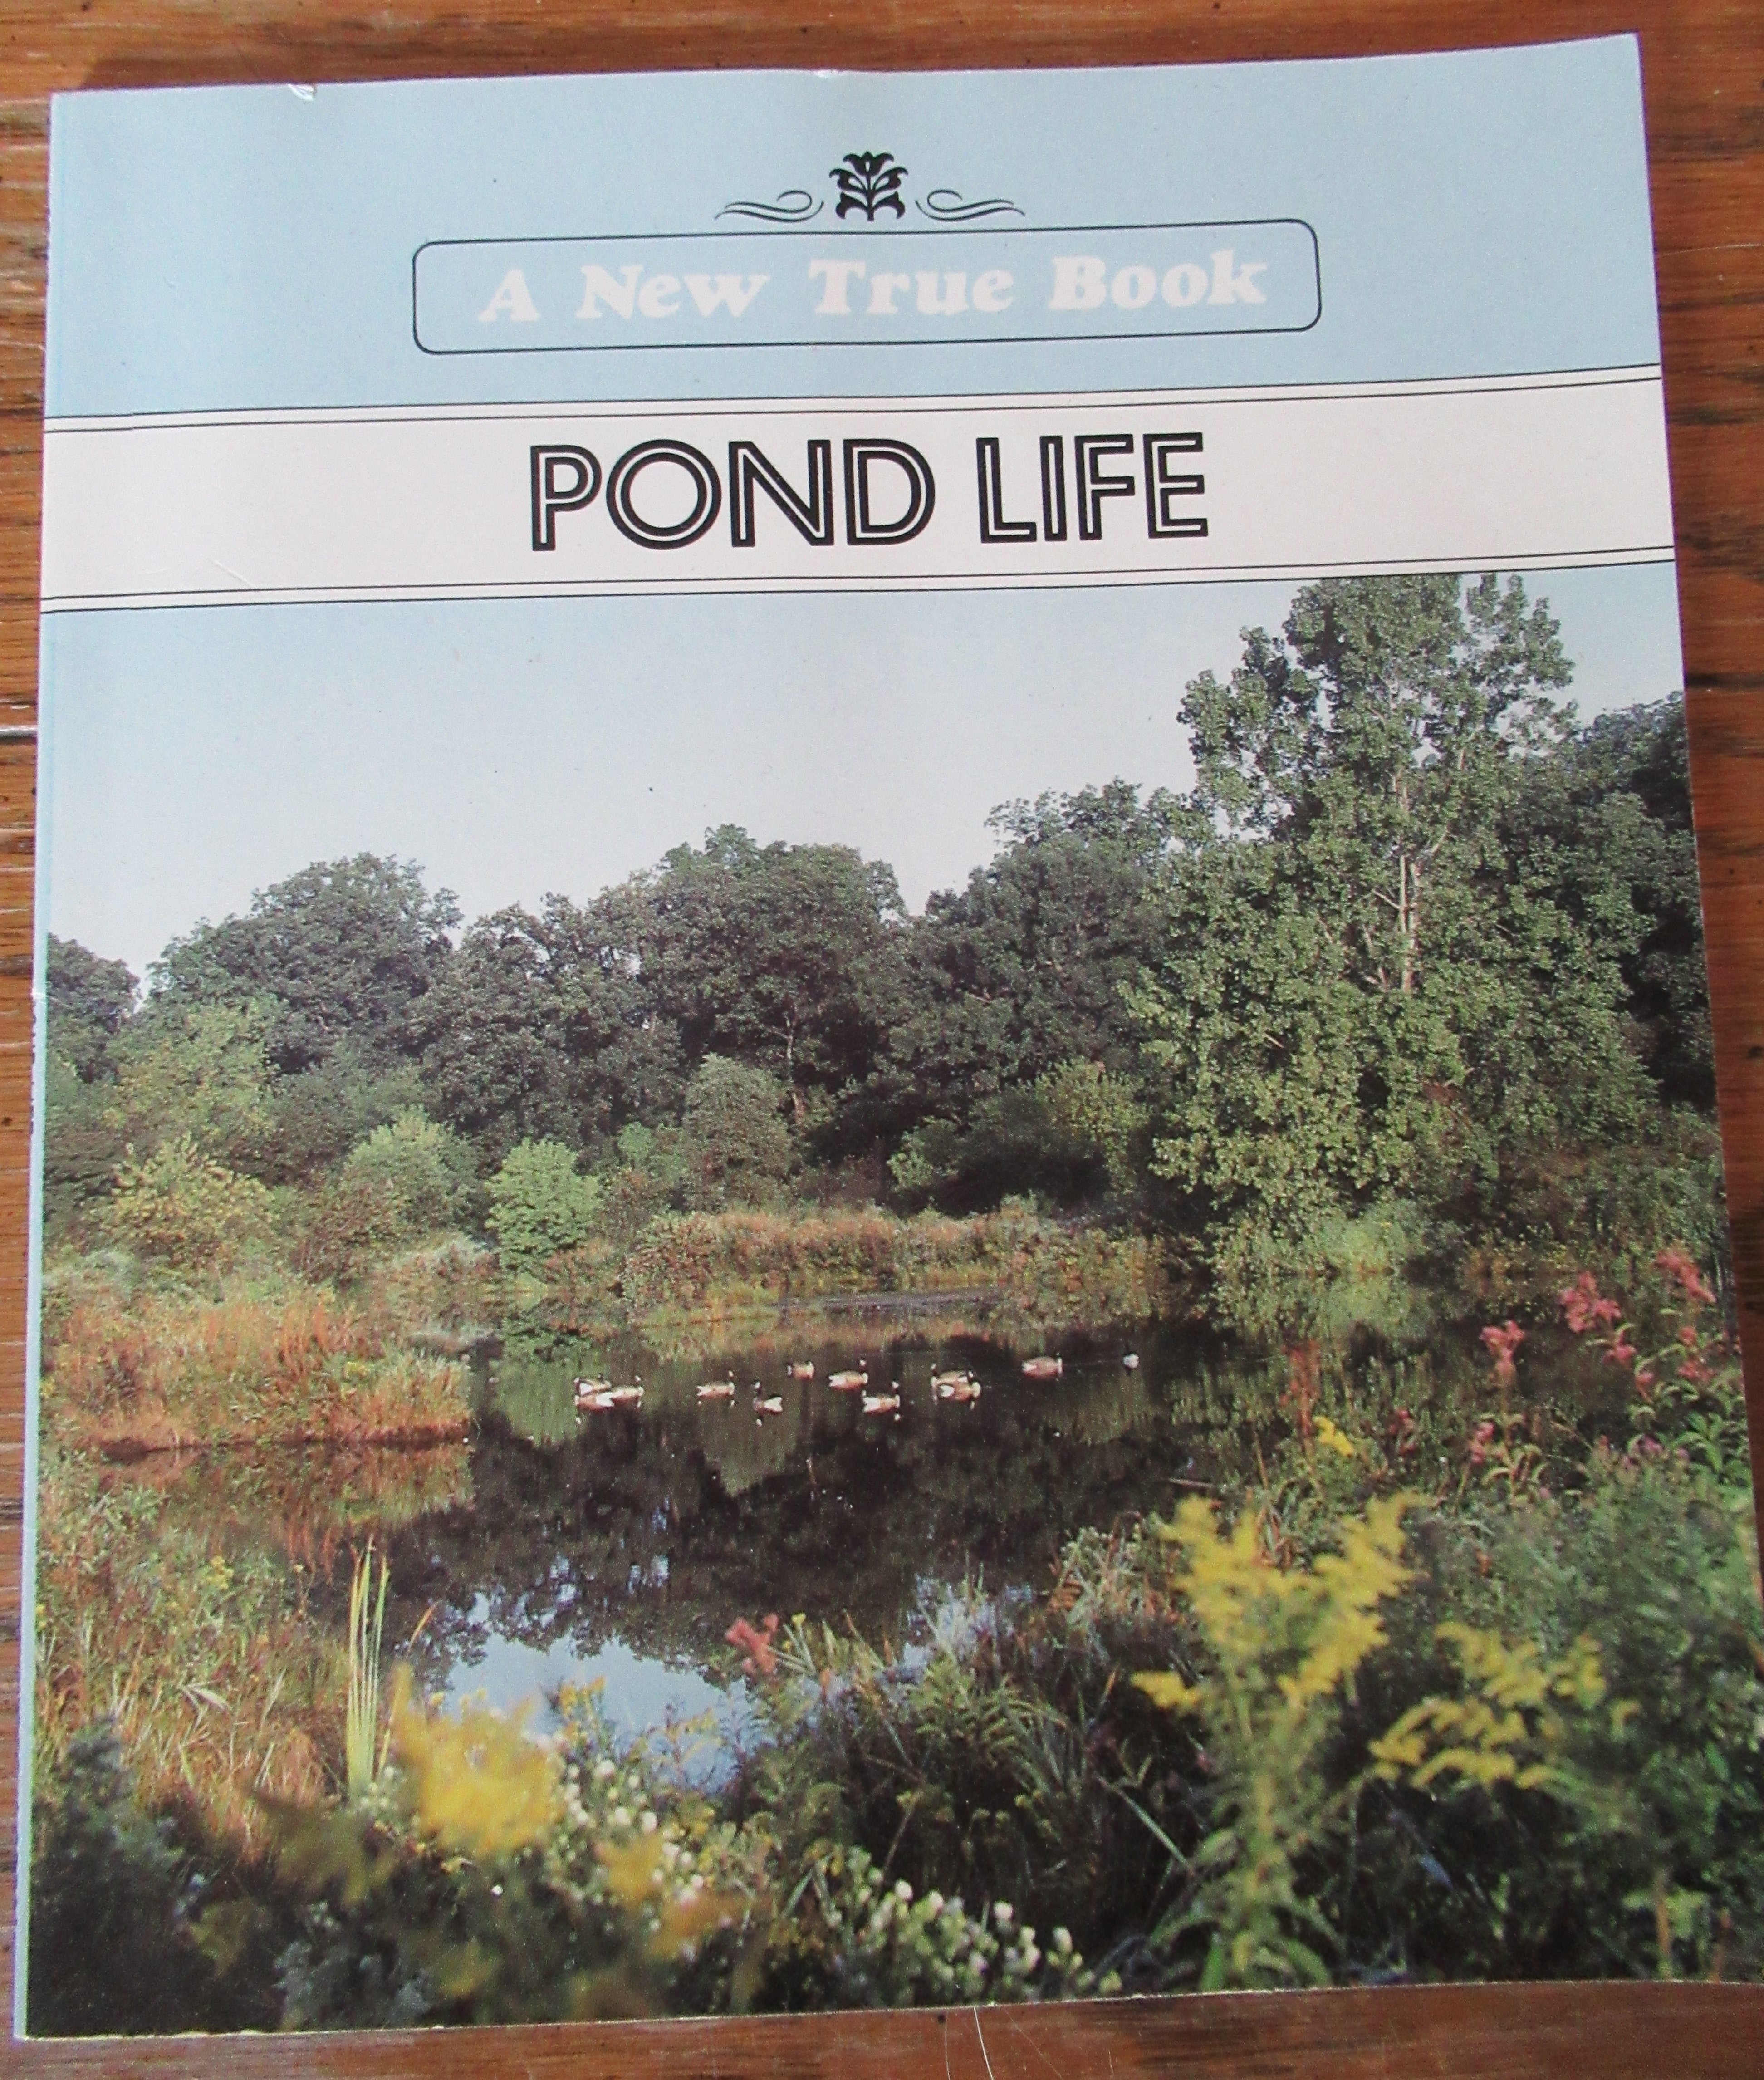 A New True Book
POND LIFE